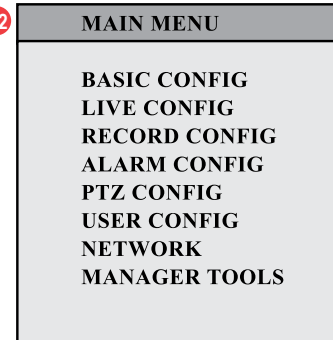 2
MAIN MENU
BASIC CONFIG
LIVE CONFIG
RECORD CONFIG
ALARM CONFIG
PTZ CONFIG
USER CONFIG
NETWORK
MANAGER TOOLS